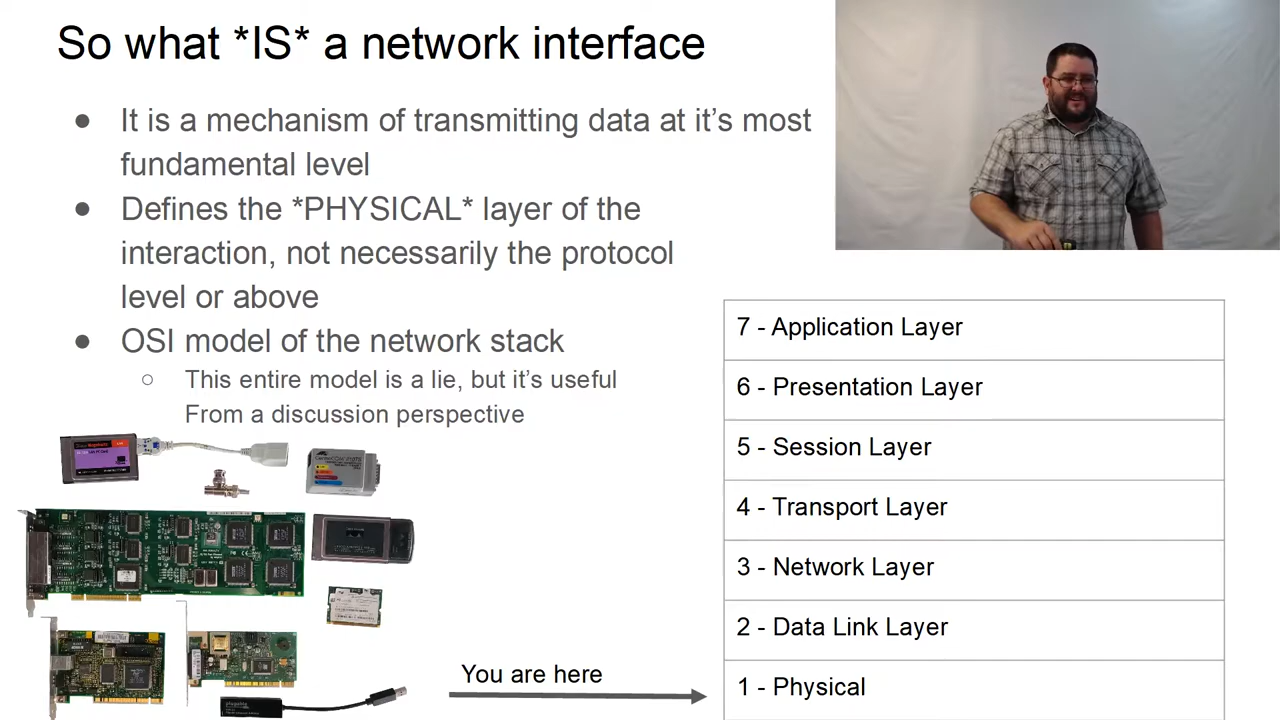 So what *IS* a network interface
● It is a mechanism of transmitting data at it’s most
fundamental level
● Defines the *PHYSICAL* layer of the
interaction, not necessarily the protocol
level or above
● OSI model of the network stack
○ This entire model is a lie, but it’s useful
From a discussion perspective
7 - Application Layer
6 - Presentation Layer
5 - Session Layer
4 - Transport Layer
3 - Network Layer
2 - Data Link Layer
1 - Physical
You are here
plugable